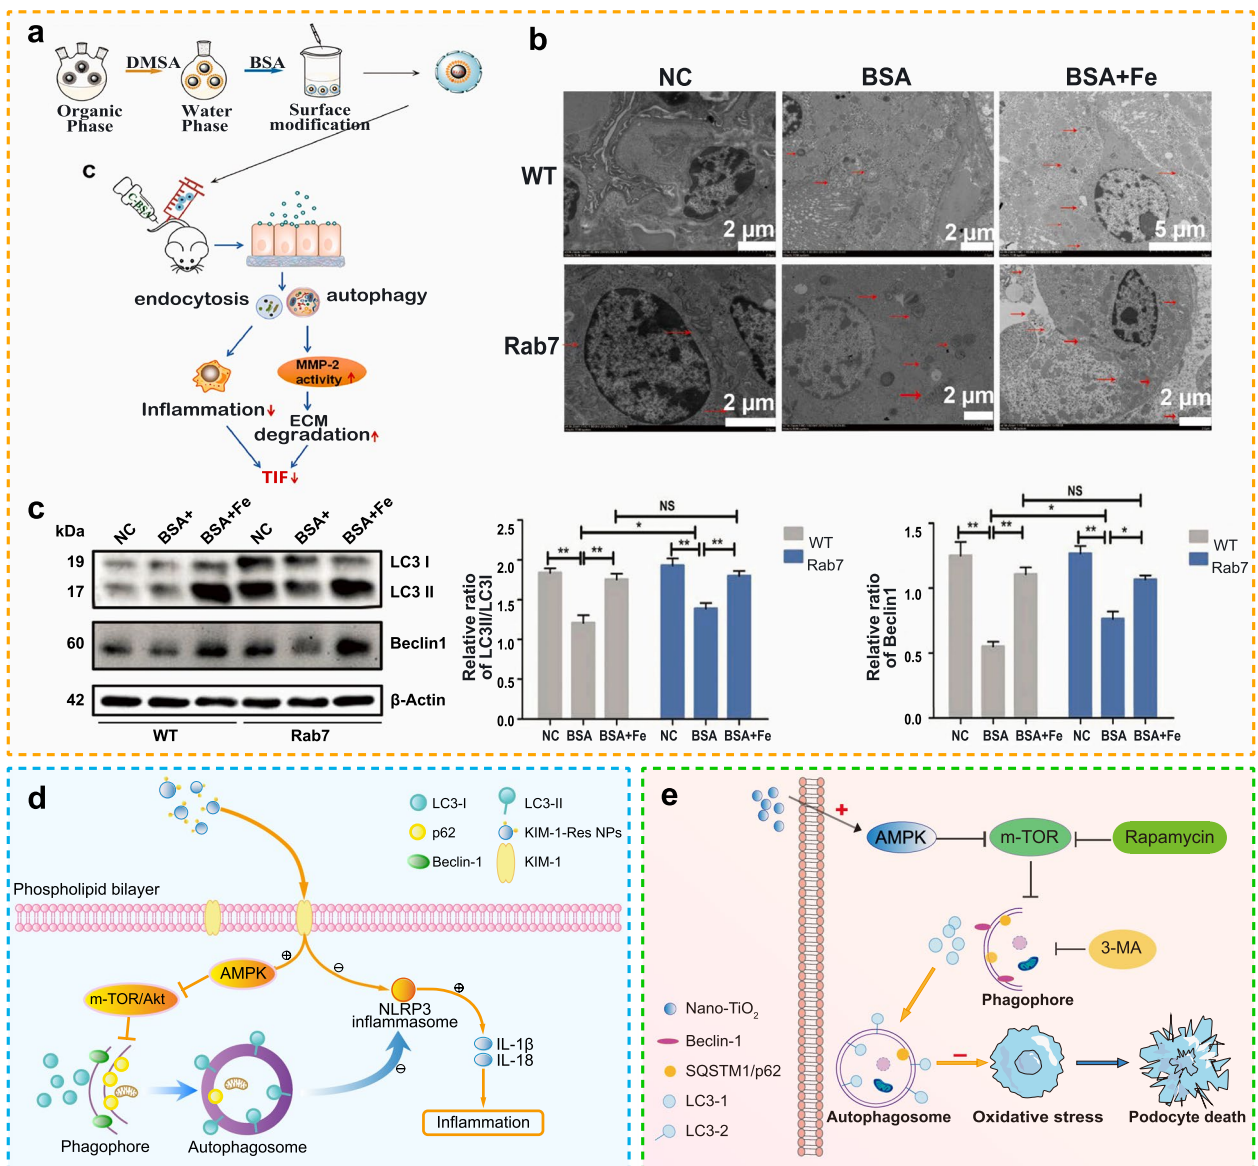 a
DMSA
BSA
Organic
Phase
Water
Phase
Surface
modification
c
C-BSA
endocytosis
autophagy
MMP-2
activity
Inflammation
ECM
degradation
TIF
b
NC
BSA
BSA+Fe
WT
2 μm
2 μm
5 μm
Rab7
2 μm
2 μm
2 μm
c
kDa
NC
BSA+
BSA+Fe
NC
BSA+
BSA+Fe
19
LC3 I
17
LC3 II
60
Beclin1
42
β-Actin
WT
Rab7
Relative ratio
of LC3II/LC3I
2.5
2.0
1.5
1.0
0.5
0.0
NS
*
** ** ** **
WT
Rab7
NC BSA BSA+Fe NC BSA BSA+Fe
Relative ratio
of Beclin1
1.5
1.0
0.5
0.0
NS
*
** ** ** *
WT
Rab7
NC BSA BSA+Fe NC BSA BSA+Fe
d
LC3-I
LC3-II
p62
KIM-1-Res NPs
Beclin-1
KIM-1
Phospholipid bilayer
AMPK
m-TOR/Akt
NLRP3
inflammasome
IL-1β
IL-18
Inflammation
Phagophore
Autophagosome
e
AMPK
m-TOR
Rapamycin
3-MA
Phagophore
Nano-TiO₂
Beclin-1
SQSTM1/p62
LC3-1
LC3-2
Autophagosome
Oxidative stress
Podocyte death